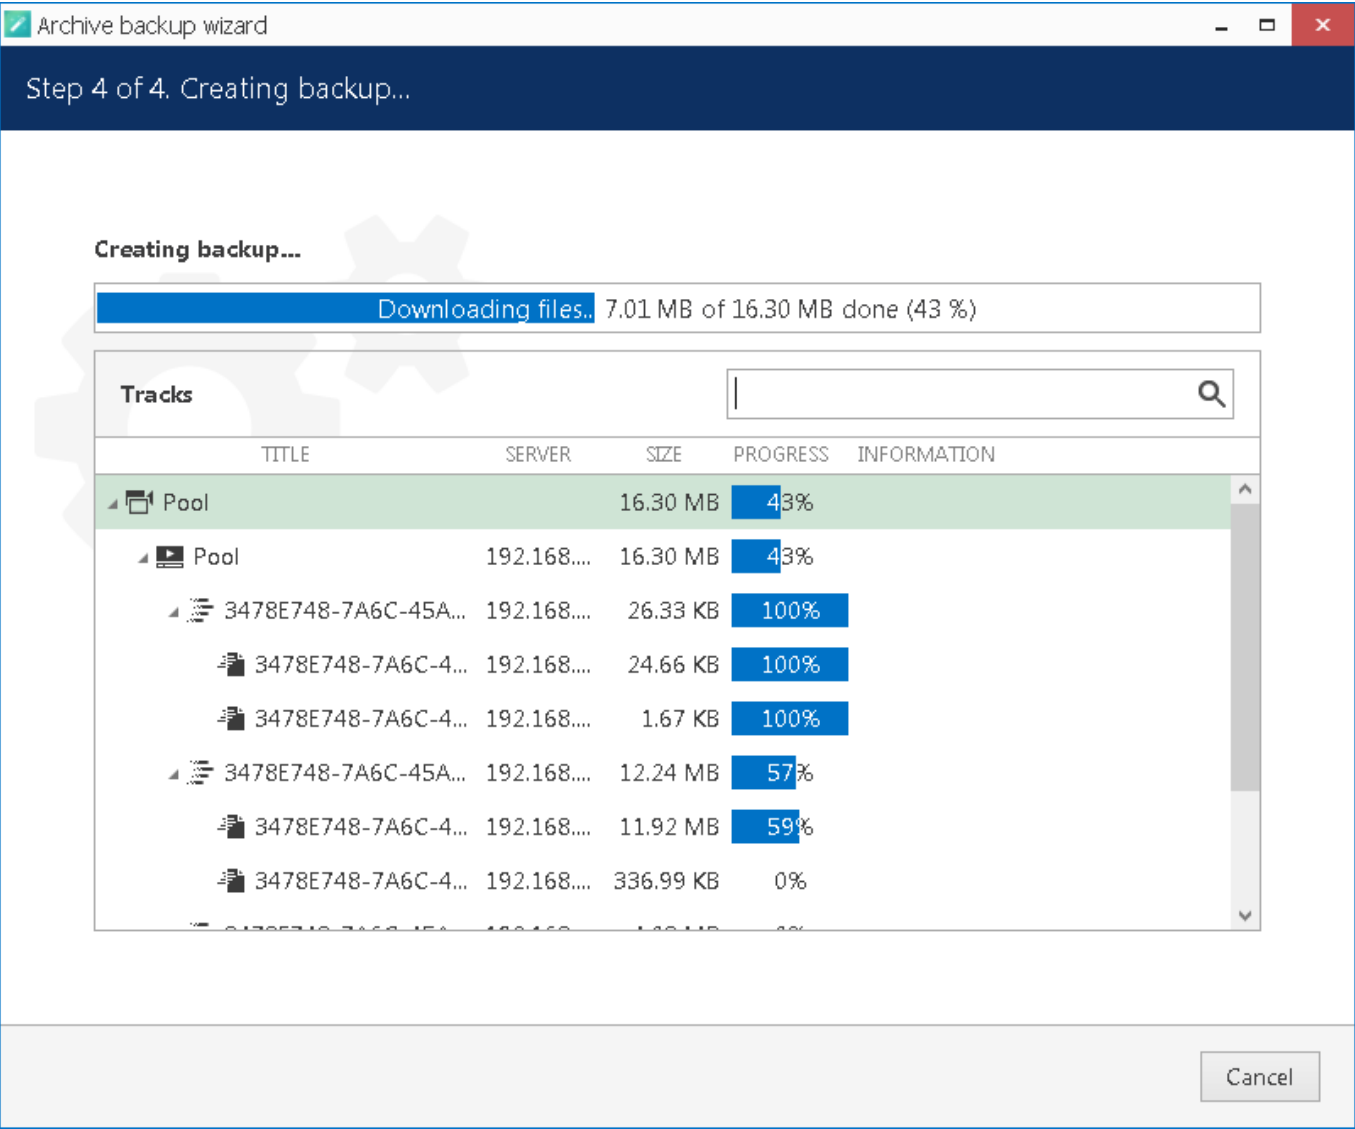 Archive backup wizard
Step 4 of 4. Creating backup...
Creating backup...
Downloading files.. 7.01 MB of 16.30 MB done (43 %)
Tracks
TITLE SERVER SIZE PROGRESS INFORMATION
Pool 16.30 MB 43%
Pool 192.168.... 16.30 MB 43%
3478E748-7A6C-45A... 192.168.... 26.33 KB 100%
3478E748-7A6C-4... 192.168.... 24.66 KB 100%
3478E748-7A6C-4... 192.168.... 1.67 KB 100%
3478E748-7A6C-45A... 192.168.... 12.24 MB 57%
3478E748-7A6C-4... 192.168.... 11.92 MB 59%
3478E748-7A6C-4... 192.168.... 336.99 KB 0%
Cancel